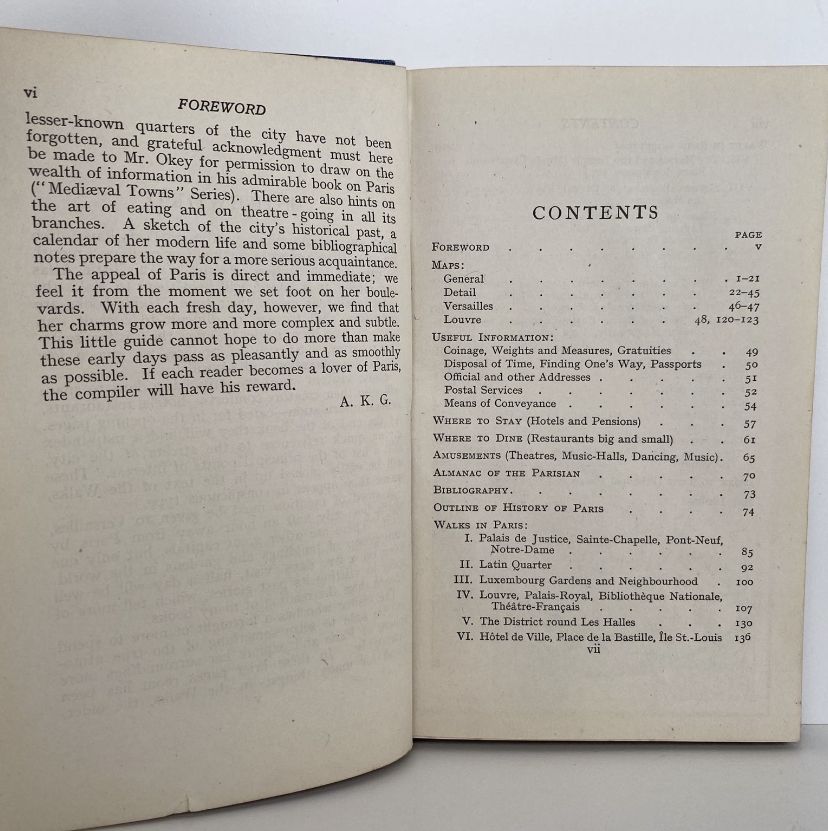 vi
FOREWORD
lesser-known quarters of the city have not been
forgotten, and grateful acknowledgment must here
be made to Mr. Okey for permission to draw on the
wealth of information in his admirable book on Paris
("Mediæval Towns" Series). There are also hints on
the art of eating and on theatre-going in all its
branches. A sketch of the city's historical past, a
calendar of her modern life and some bibliographical
notes prepare the way for a more serious acquaintance.
The appeal of Paris is direct and immediate; we
feel it from the moment we set foot on her boule-
vards. With each fresh day, however, we find that
her charms grow more and more complex and subtle.
This little guide cannot hope to do more than make
these early days pass as pleasantly and as smoothly
as possible. If each reader becomes a lover of Paris,
the compiler will have his reward.
A. K. G.
CONTENTS
PAGE
FOREWORD . . . . . . . . v
MAPS:
General . . . . . . . 1-21
Detail . . . . . . 22-45
Versailles . . . . . . 46-47
Louvre . . . . . 48, 120-123
USEFUL INFORMATION:
Coinage, Weights and Measures, Gratuities . . 49
Disposal of Time, Finding One's Way, Passports . 50
Official and other Addresses . . . . . 51
Postal Services . . . . . . 52
Means of Conveyance . . . . . 54
WHERE TO STAY (Hotels and Pensions) . . . 57
WHERE TO DINE (Restaurants big and small) . . 61
AMUSEMENTS (Theatres, Music-Halls, Dancing, Music). 65
ALMANAC OF THE PARISIAN . . . . . 70
BIBLIOGRAPHY. . . . . . . . 73
OUTLINE OF HISTORY OF PARIS . . . . 74
WALKS IN PARIS:
I. Palais de Justice, Sainte-Chapelle, Pont-Neuf,
Notre-Dame . . . . . 85
II. Latin Quarter . . . . . 92
III. Luxembourg Gardens and Neighbourhood . 100
IV. Louvre, Palais-Royal, Bibliothèque Nationale,
Théâtre-Français . . . . . 107
V. The District round Les Halles . . . 130
VI. Hôtel de Ville, Place de la Bastille, Île St.-Louis 136
vii